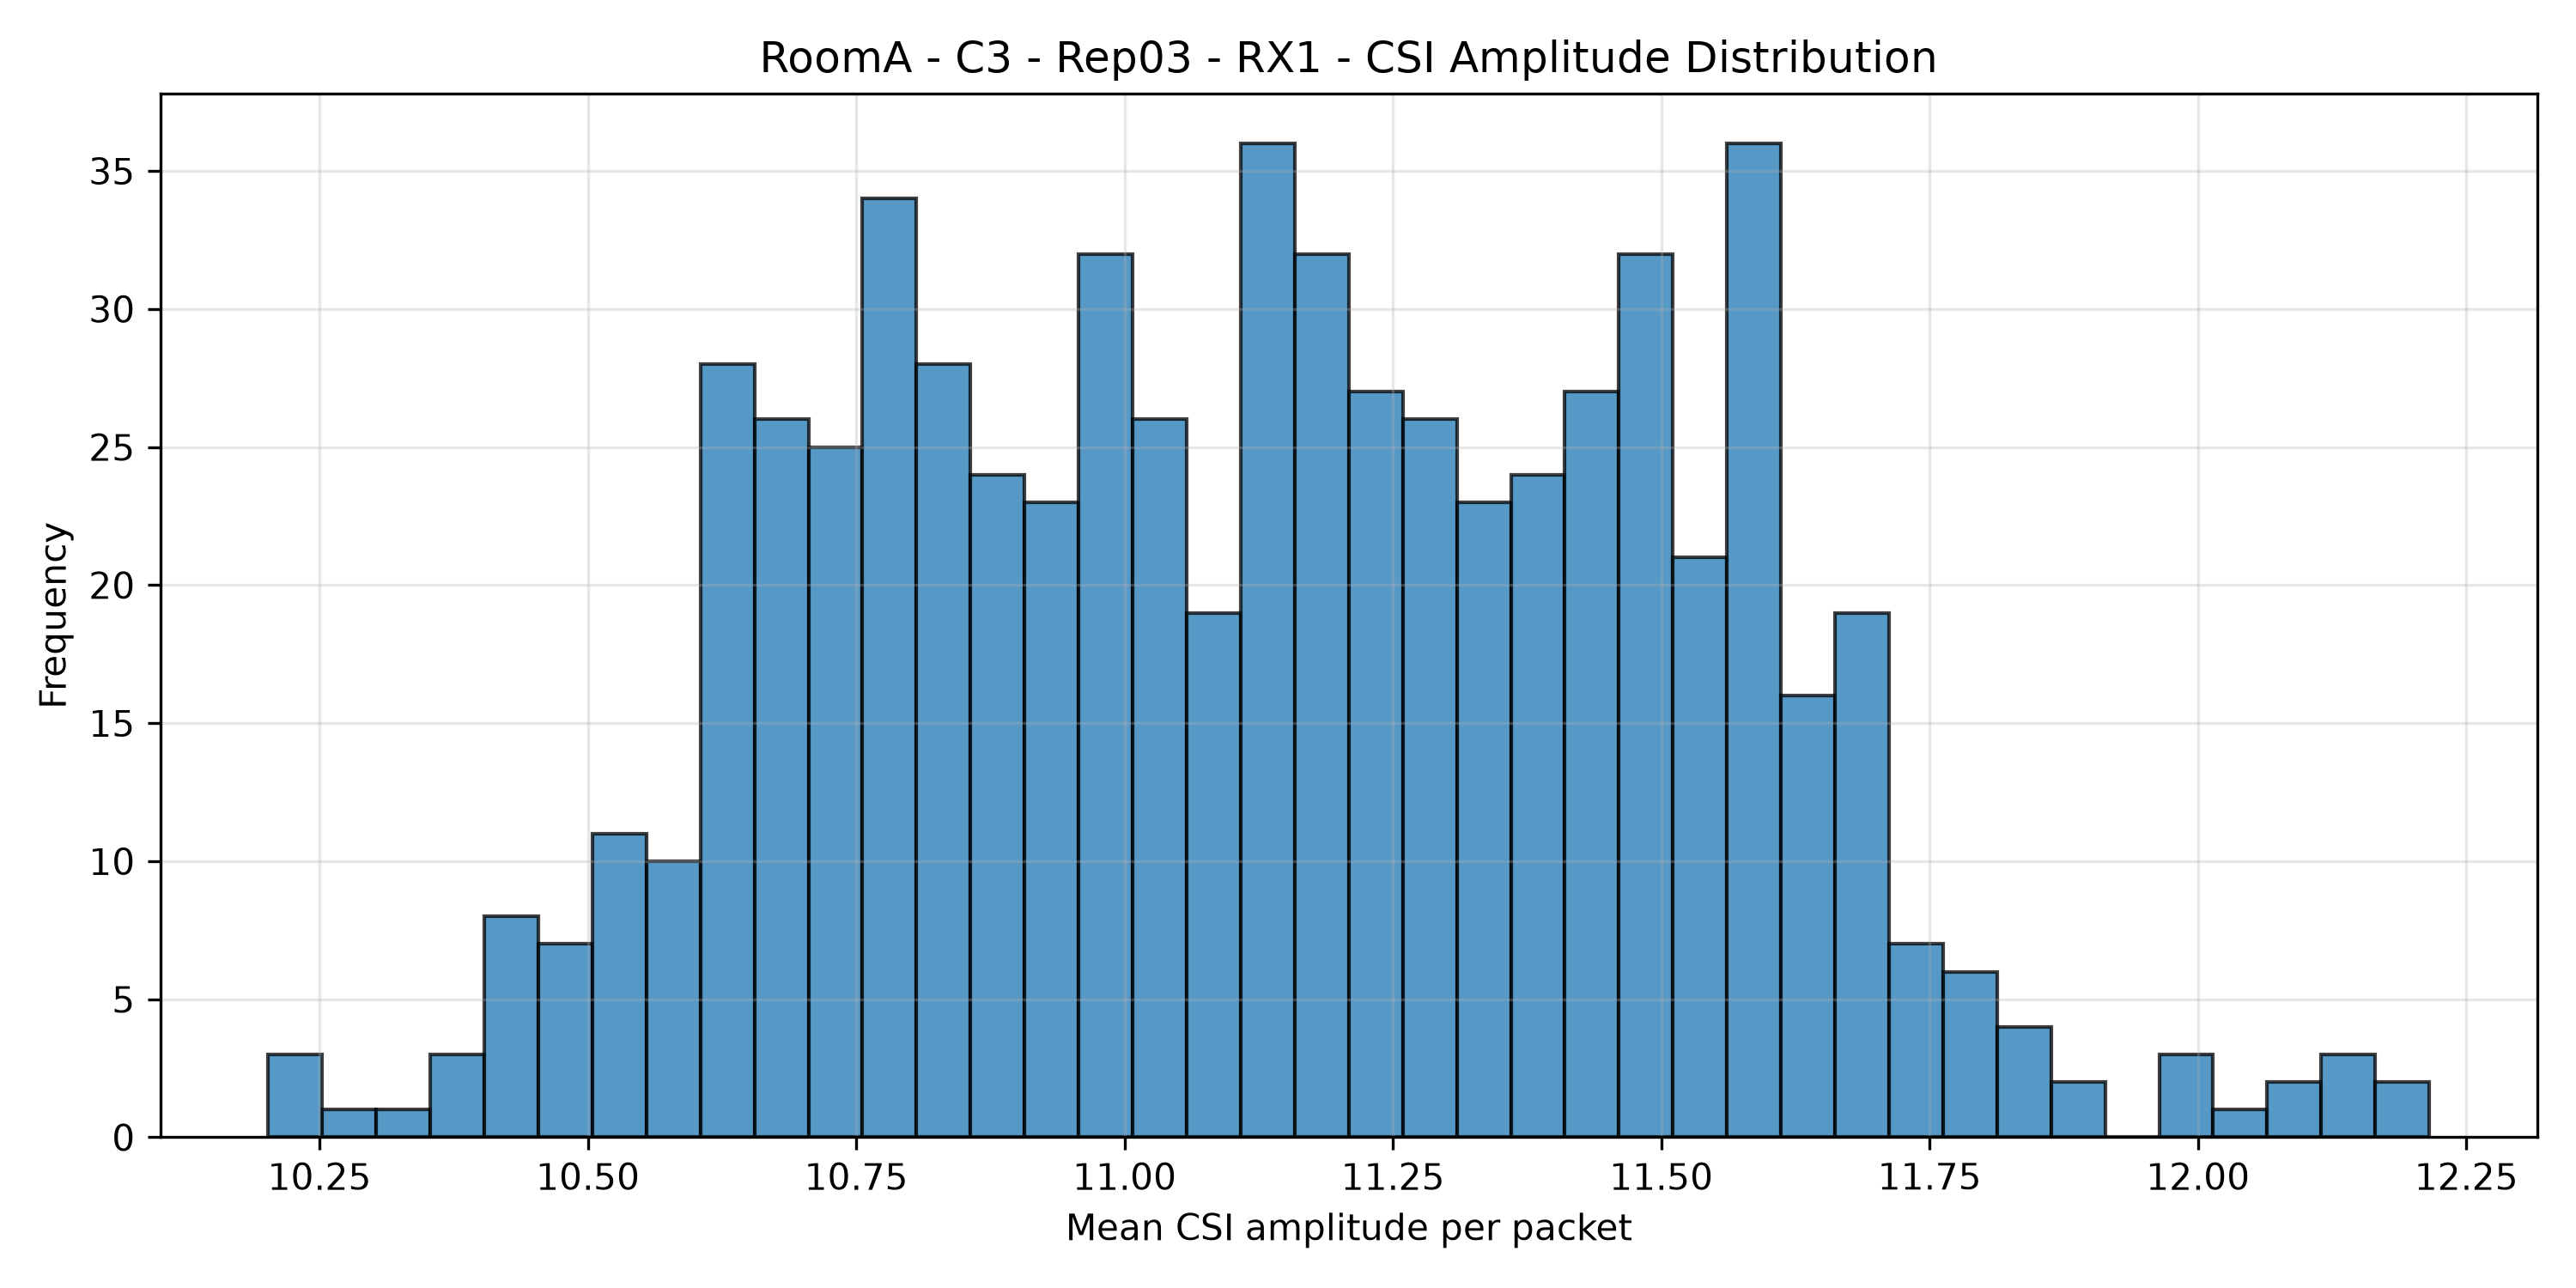 RoomA - C3 - Rep03 - RX1 - CSI Amplitude Distribution
Frequency
35
30
25
20
15
10
5
0
10.25 10.50 10.75 11.00 11.25 11.50 11.75 12.00 12.25
Mean CSI amplitude per packet